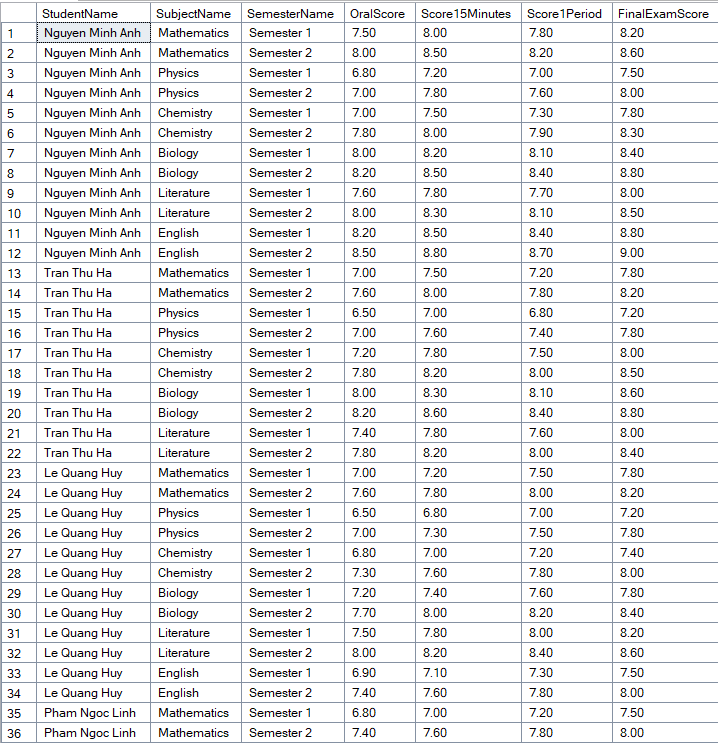 StudentName SubjectName SemesterName OralScore Score15Minutes Score1Period FinalExamScore
1 Nguyen Minh Anh Mathematics Semester 1 7.50 8.00 7.80 8.20
2 Nguyen Minh Anh Mathematics Semester 2 8.00 8.50 8.20 8.60
3 Nguyen Minh Anh Physics Semester 1 6.80 7.20 7.00 7.50
4 Nguyen Minh Anh Physics Semester 2 7.00 7.80 7.60 8.00
5 Nguyen Minh Anh Chemistry Semester 1 7.00 7.50 7.30 7.80
6 Nguyen Minh Anh Chemistry Semester 2 7.80 8.00 7.90 8.30
7 Nguyen Minh Anh Biology Semester 1 8.00 8.20 8.10 8.40
8 Nguyen Minh Anh Biology Semester 2 8.20 8.50 8.40 8.80
9 Nguyen Minh Anh Literature Semester 1 7.60 7.80 7.70 8.00
10 Nguyen Minh Anh Literature Semester 2 8.00 8.30 8.10 8.50
11 Nguyen Minh Anh English Semester 1 8.20 8.50 8.40 8.80
12 Nguyen Minh Anh English Semester 2 8.50 8.80 8.70 9.00
13 Tran Thu Ha Mathematics Semester 1 7.00 7.50 7.20 7.80
14 Tran Thu Ha Mathematics Semester 2 7.60 8.00 7.80 8.20
15 Tran Thu Ha Physics Semester 1 6.50 7.00 6.80 7.20
16 Tran Thu Ha Physics Semester 2 7.00 7.60 7.40 7.80
17 Tran Thu Ha Chemistry Semester 1 7.20 7.80 7.50 8.00
18 Tran Thu Ha Chemistry Semester 2 7.80 8.20 8.00 8.50
19 Tran Thu Ha Biology Semester 1 8.00 8.30 8.10 8.60
20 Tran Thu Ha Biology Semester 2 8.20 8.60 8.40 8.80
21 Tran Thu Ha Literature Semester 1 7.40 7.80 7.60 8.00
22 Tran Thu Ha Literature Semester 2 7.80 8.20 8.00 8.40
23 Le Quang Huy Mathematics Semester 1 7.00 7.20 7.50 7.80
24 Le Quang Huy Mathematics Semester 2 7.60 7.80 8.00 8.20
25 Le Quang Huy Physics Semester 1 6.50 6.80 7.00 7.20
26 Le Quang Huy Physics Semester 2 7.00 7.30 7.50 7.80
27 Le Quang Huy Chemistry Semester 1 6.80 7.00 7.20 7.40
28 Le Quang Huy Chemistry Semester 2 7.30 7.60 7.80 8.00
29 Le Quang Huy Biology Semester 1 7.20 7.40 7.60 7.80
30 Le Quang Huy Biology Semester 2 7.70 8.00 8.20 8.40
31 Le Quang Huy Literature Semester 1 7.50 7.80 8.00 8.20
32 Le Quang Huy Literature Semester 2 8.00 8.20 8.40 8.60
33 Le Quang Huy English Semester 1 6.90 7.10 7.30 7.50
34 Le Quang Huy English Semester 2 7.40 7.60 7.80 8.00
35 Pham Ngoc Linh Mathematics Semester 1 6.80 7.00 7.20 7.50
36 Pham Ngoc Linh Mathematics Semester 2 7.40 7.60 7.80 8.00